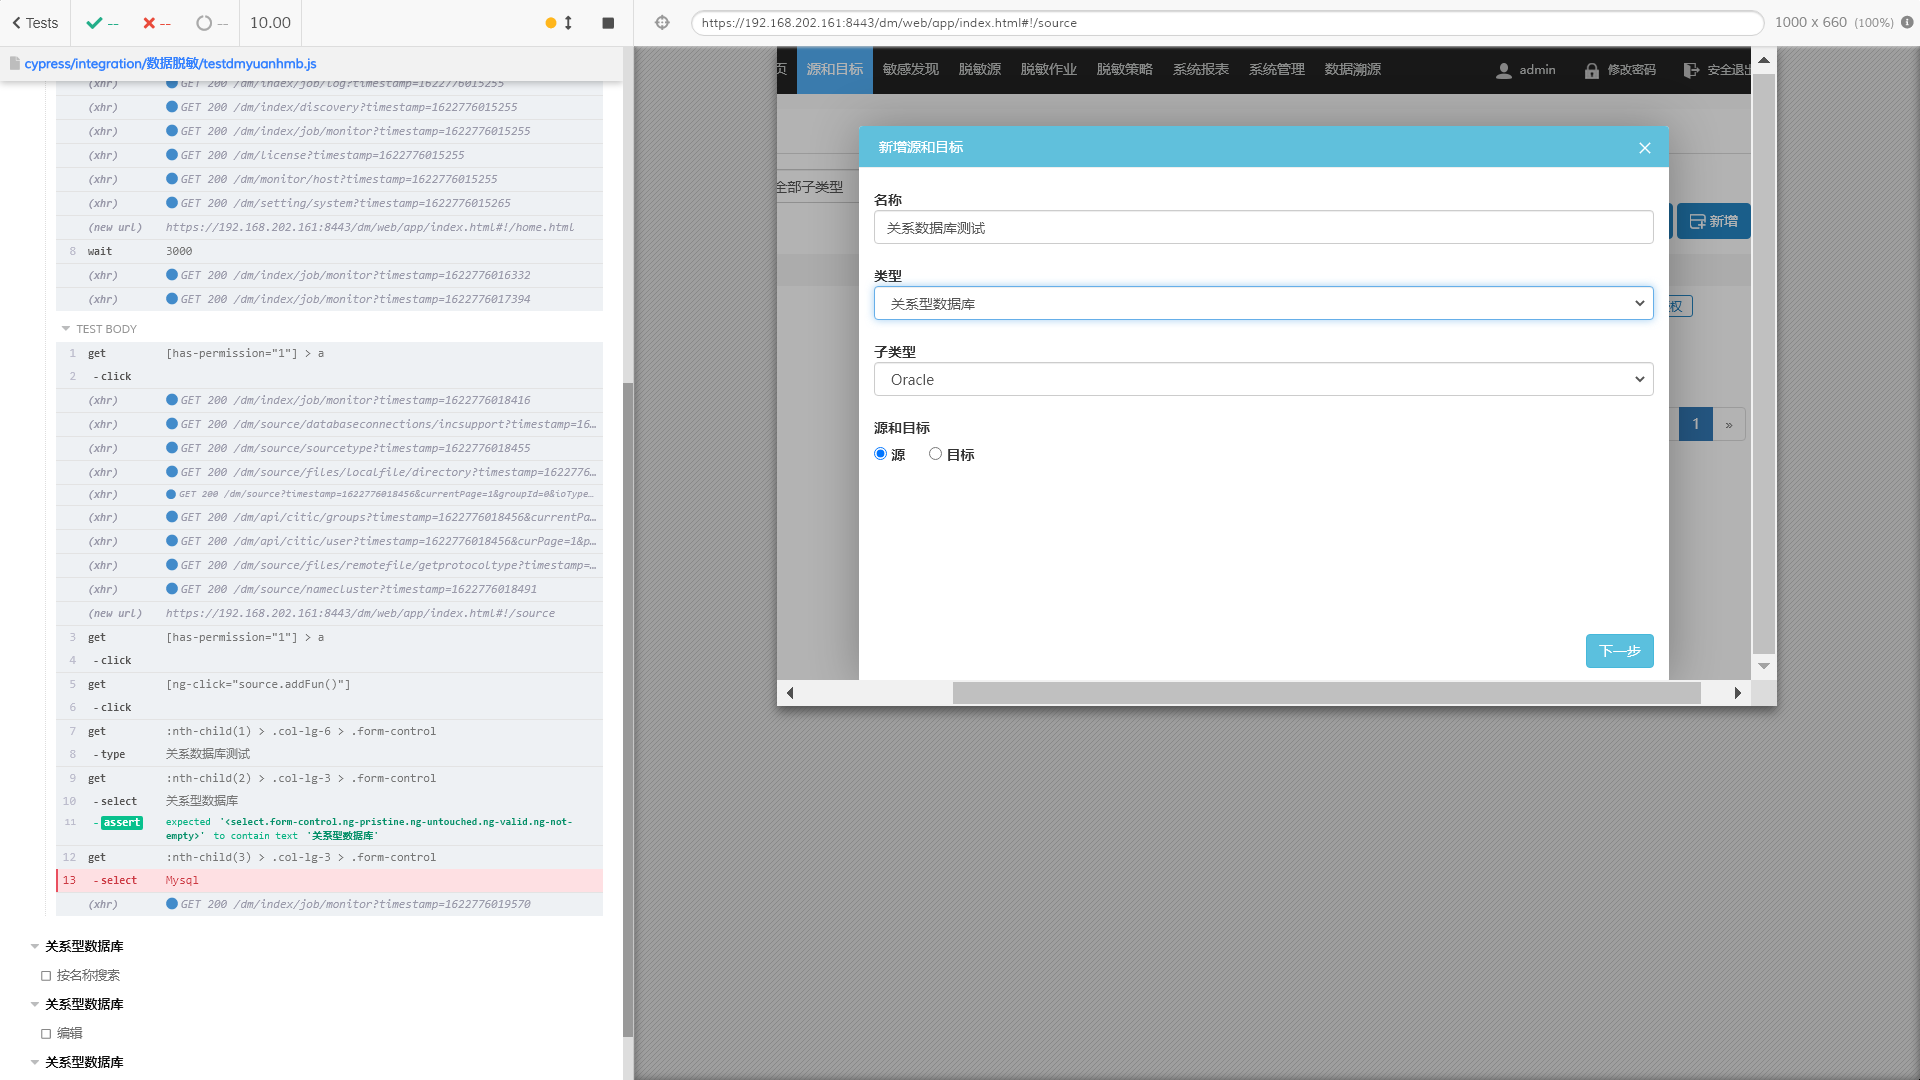 Tests
--
--
--
10.00
https://192.168.202.161:8443/dm/web/app/index.html#!/source
1000 x 660 (100%)
cypress/integration/数据脱敏/testdmyuanhmb.js
(xhr) GET 200 /dm/index/job/log?timestamp=1622776015255
(xhr) GET 200 /dm/index/discovery?timestamp=1622776015255
(xhr) GET 200 /dm/index/job/monitor?timestamp=1622776015255
(xhr) GET 200 /dm/license?timestamp=1622776015255
(xhr) GET 200 /dm/monitor/host?timestamp=1622776015255
(xhr) GET 200 /dm/setting/system?timestamp=1622776015265
(new url) https://192.168.202.161:8443/dm/web/app/index.html#!/home.html
8 wait 3000
(xhr) GET 200 /dm/index/job/monitor?timestamp=1622776016332
(xhr) GET 200 /dm/index/job/monitor?timestamp=1622776017394
TEST BODY
1 get [has-permission="1"] > a
2 -click
(xhr) GET 200 /dm/index/job/monitor?timestamp=1622776018416
(xhr) GET 200 /dm/source/databaseconnections/incsupport?timestamp=16...
(xhr) GET 200 /dm/source/sourcetype?timestamp=1622776018455
(xhr) GET 200 /dm/source/files/localfile/directory?timestamp=1622776...
(xhr) GET 200 /dm/source?timestamp=1622776018456&currentPage=1&groupId=0&ioType...
(xhr) GET 200 /dm/api/citic/groups?timestamp=1622776018456&currentPa...
(xhr) GET 200 /dm/api/citic/user?timestamp=1622776018456&curPage=1&p...
(xhr) GET 200 /dm/source/files/remotefile/getprotocoltype?timestamp=...
(xhr) GET 200 /dm/source/namecluster?timestamp=1622776018491
(new url) https://192.168.202.161:8443/dm/web/app/index.html#!/source
3 get [has-permission="1"] > a
4 -click
5 get [ng-click="source.addFun()"]
6 -click
7 get :nth-child(1) > .col-lg-6 > .form-control
8 -type 关系数据库测试
9 get :nth-child(2) > .col-lg-3 > .form-control
10 -select 关系型数据库
11 -assert expected '<select.form-control.ng-pristine.ng-untouched.ng-valid.ng-not-
empty>' to contain text '关系型数据库'
12 get :nth-child(3) > .col-lg-3 > .form-control
13 -select Mysql
(xhr) GET 200 /dm/index/job/monitor?timestamp=1622776019570
关系型数据库
按名称搜索
关系型数据库
编辑
关系型数据库
页 源和目标 敏感发现 脱敏源 脱敏作业 脱敏策略 系统报表 系统管理 数据溯源 admin 修改密码 安全退出
全部子类型
新增
权
1 »
新增源和目标
名称
关系数据库测试
类型
关系型数据库
子类型
Oracle
源和目标
源 目标
下一步